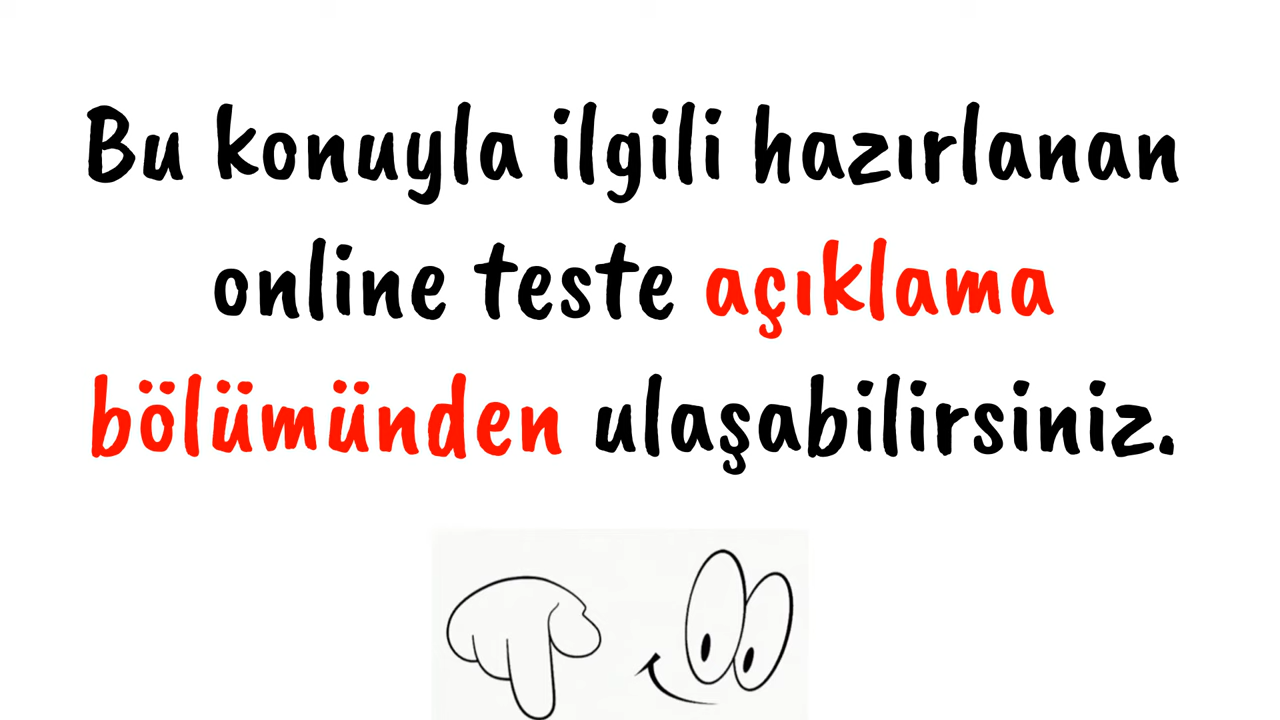 Bu konuyla ilgili hazırlanan
online teste açıklama
bölümünden ulaşabilirsiniz.